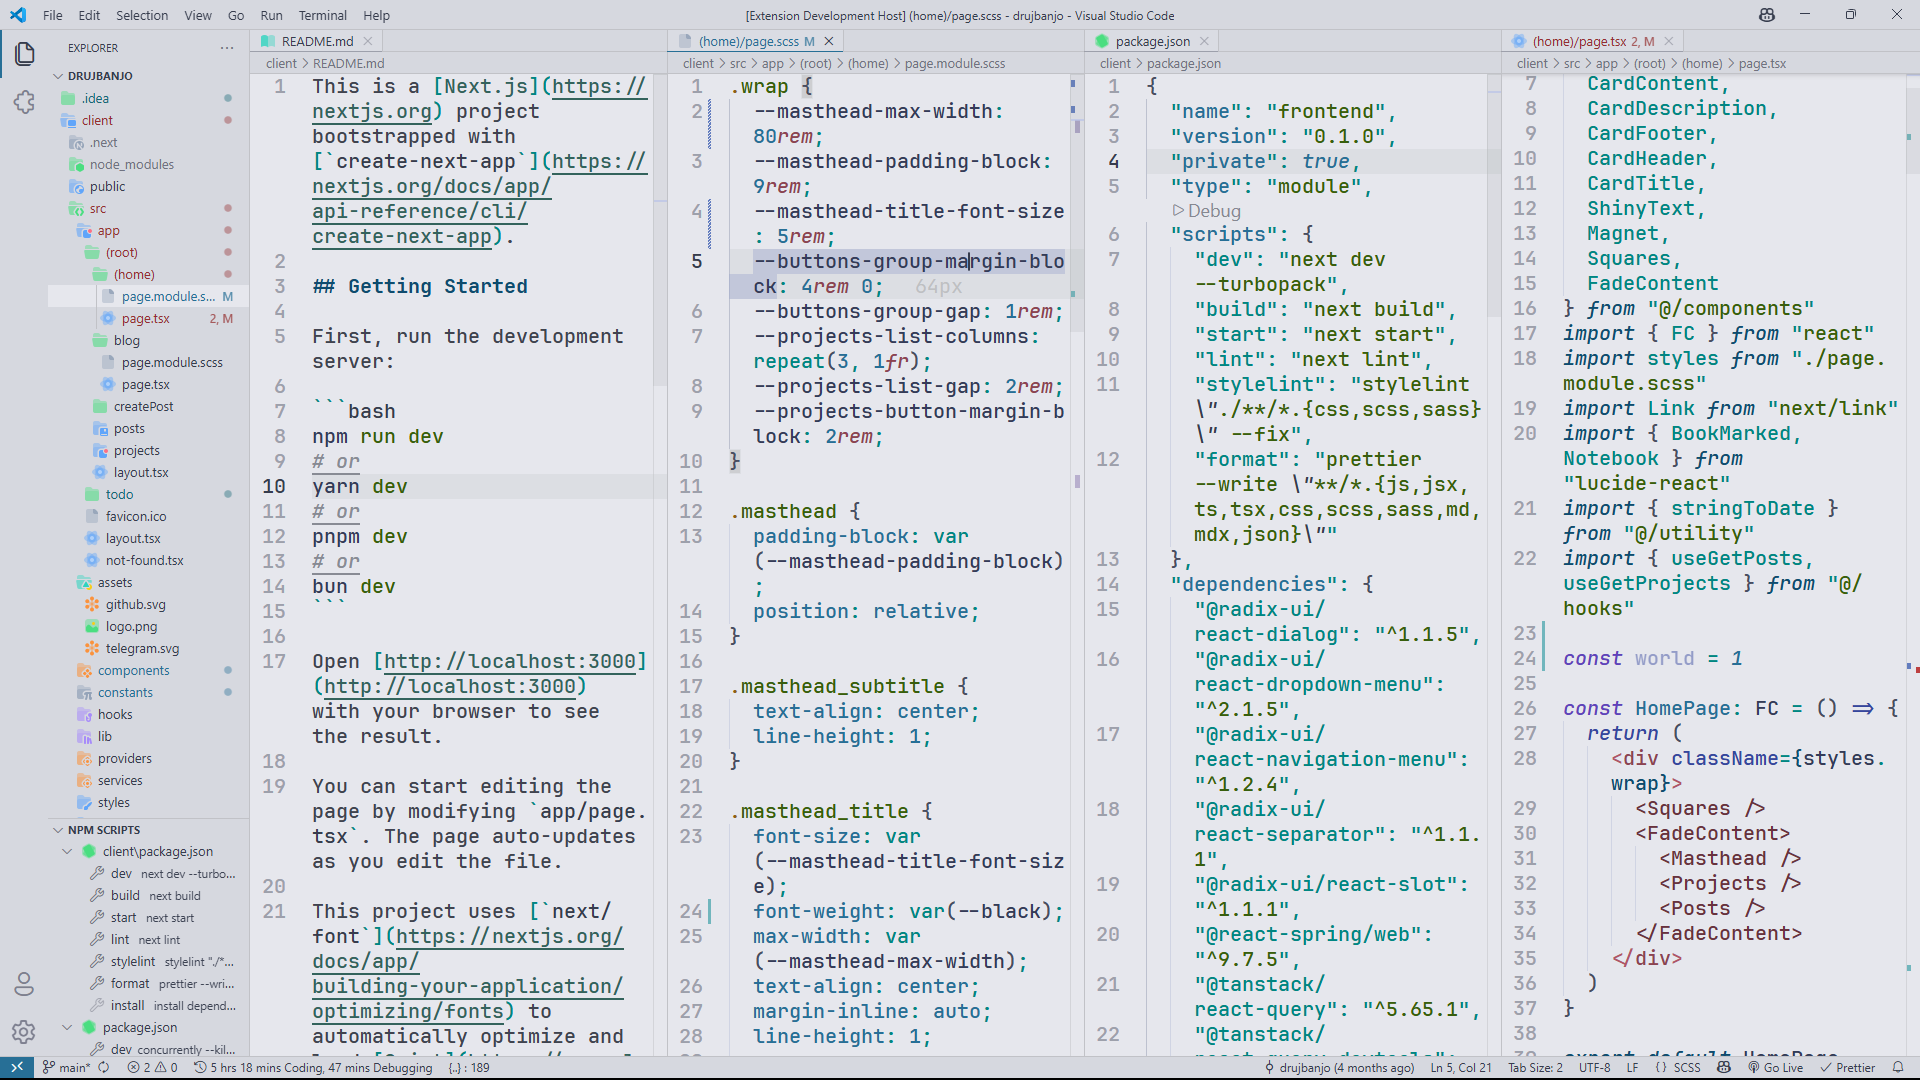 File Edit Selection View Go Run Terminal Help
[Extension Development Host] (home)/page.scss - drujbanjo - Visual Studio Code
EXPLORER
DRUJBANJO
.idea
client
.next
node_modules
public
src
app
(root)
(home)
page.module.s... M
page.tsx 2, M
blog
page.module.scss
page.tsx
createPost
posts
projects
layout.tsx
todo
favicon.ico
layout.tsx
not-found.tsx
assets
github.svg
logo.png
telegram.svg
components
constants
hooks
lib
providers
services
styles
NPM SCRIPTS
client\package.json
dev next dev --turbo...
build next build
start next start
lint next lint
stylelint stylelint "./*...
format prettier --wri...
install install depend...
package.json
dev concurrently --kil...
README.md
client > README.md
1 This is a [Next.js](https://
nextjs.org) project
bootstrapped with
[`create-next-app`](https://
nextjs.org/docs/app/
api-reference/cli/
create-next-app).
2
3 ## Getting Started
4
5 First, run the development
server:
6
7 ```bash
8 npm run dev
9 # or
10 yarn dev
11 # or
12 pnpm dev
13 # or
14 bun dev
15 ```
16
17 Open [http://localhost:3000]
(http://localhost:3000)
with your browser to see
the result.
18
19 You can start editing the
page by modifying `app/page.
tsx`. The page auto-updates
as you edit the file.
20
21 This project uses [`next/
font`](https://nextjs.org/
docs/app/
building-your-application/
optimizing/fonts) to
automatically optimize and
(home)/page.scss M
client > src > app > (root) > (home) > page.module.scss
1 .wrap {
2 --masthead-max-width:
80rem;
3 --masthead-padding-block:
9rem;
4 --masthead-title-font-size
: 5rem;
5 --buttons-group-margin-blo
ck: 4rem 0; 64px
6 --buttons-group-gap: 1rem;
7 --projects-list-columns:
repeat(3, 1fr);
8 --projects-list-gap: 2rem;
9 --projects-button-margin-b
lock: 2rem;
10 }
11
12 .masthead {
13 padding-block: var
(--masthead-padding-block)
;
14 position: relative;
15 }
16
17 .masthead_subtitle {
18 text-align: center;
19 line-height: 1;
20 }
21
22 .masthead_title {
23 font-size: var
(--masthead-title-font-siz
e);
24 font-weight: var(--black);
25 max-width: var
(--masthead-max-width);
26 text-align: center;
27 margin-inline: auto;
28 line-height: 1;
package.json
client > package.json
1 {
2 "name": "frontend",
3 "version": "0.1.0",
4 "private": true,
5 "type": "module",
Debug
6 "scripts": {
7 "dev": "next dev
--turbopack",
8 "build": "next build",
9 "start": "next start",
10 "lint": "next lint",
11 "stylelint": "stylelint
\"./**/*.{css,scss,sass}
\" --fix",
12 "format": "prettier
--write \"**/*.{js,jsx,
ts,tsx,css,scss,sass,md,
mdx,json}\""
13 },
14 "dependencies": {
15 "@radix-ui/
react-dialog": "^1.1.5",
16 "@radix-ui/
react-dropdown-menu":
"^2.1.5",
17 "@radix-ui/
react-navigation-menu":
"^1.2.4",
18 "@radix-ui/
react-separator": "^1.1.
1",
19 "@radix-ui/react-slot":
"^1.1.1",
20 "@react-spring/web":
"^9.7.5",
21 "@tanstack/
react-query": "^5.65.1",
22 "@tanstack/
(home)/page.tsx 2, M
client > src > app > (root) > (home) > page.tsx
7 CardContent,
8 CardDescription,
9 CardFooter,
10 CardHeader,
11 CardTitle,
12 ShinyText,
13 Magnet,
14 Squares,
15 FadeContent
16 } from "@/components"
17 import { FC } from "react"
18 import styles from "./page.
module.scss"
19 import Link from "next/link"
20 import { BookMarked,
Notebook } from
"lucide-react"
21 import { stringToDate }
from "@/utility"
22 import { useGetPosts,
useGetProjects } from "@/
hooks"
23
24 const world = 1
25
26 const HomePage: FC = () => {
27 return (
28 <div className={styles.
wrap}>
29 <Squares />
30 <FadeContent>
31 <Masthead />
32 <Projects />
33 <Posts />
34 </FadeContent>
35 </div>
36 )
37 }
38
export default HomePage
main* 2 0 5 hrs 18 mins Coding, 47 mins Debugging {..} : 189
drujbanjo (4 months ago) Ln 5, Col 21 Tab Size: 2 UTF-8 LF { } SCSS Go Live Prettier